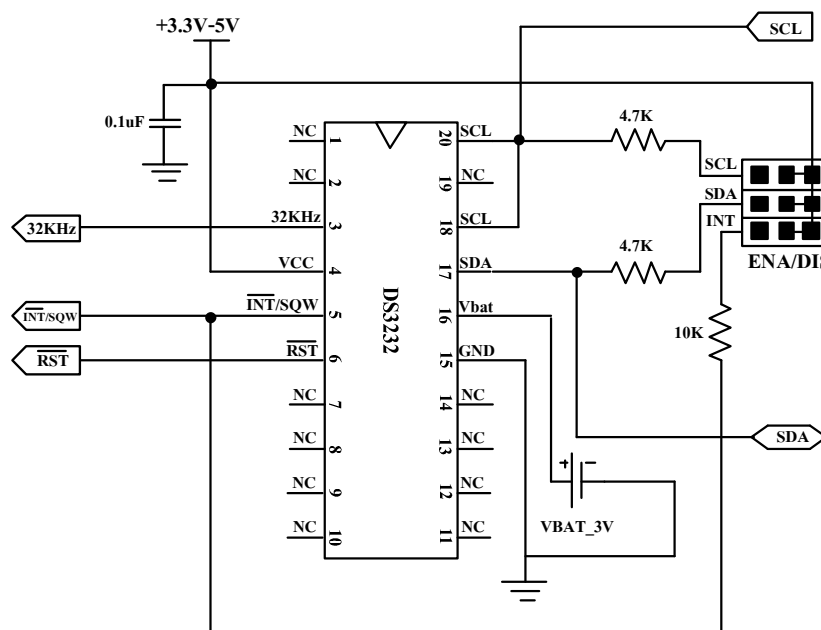 +3.3V-5V
SCL
0.1uF
4.7K
NC 1 20 SCL
NC 2 19 NC
32KHz 32KHz 3 18 SCL
VCC 4 17 SDA
INT/SQW INT/SQW 5 16 Vbat
RST RST 6 15 GND
NC 7 14 NC
NC 8 13 NC
NC 9 12 NC
NC 10 11 NC
DS3232
4.7K
SCL
SDA
INT
ENA/DIS
10K
SDA
+ −
VBAT_3V